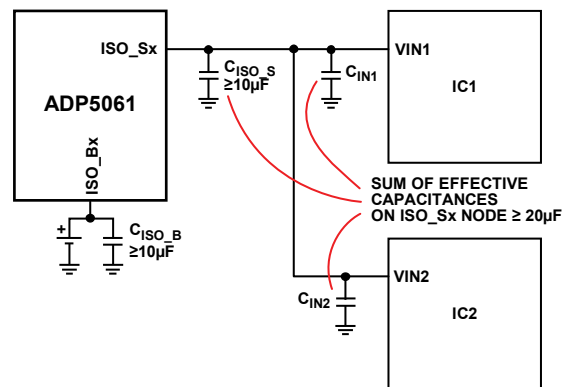 ISO_Sx
ADP5061
ISO_Bx
+
CISO_B
≥10µF
CISO_S
≥10µF
CIN1
VIN1
IC1
SUM OF EFFECTIVE
CAPACITANCES
ON ISO_Sx NODE ≥ 20µF
CIN2
VIN2
IC2